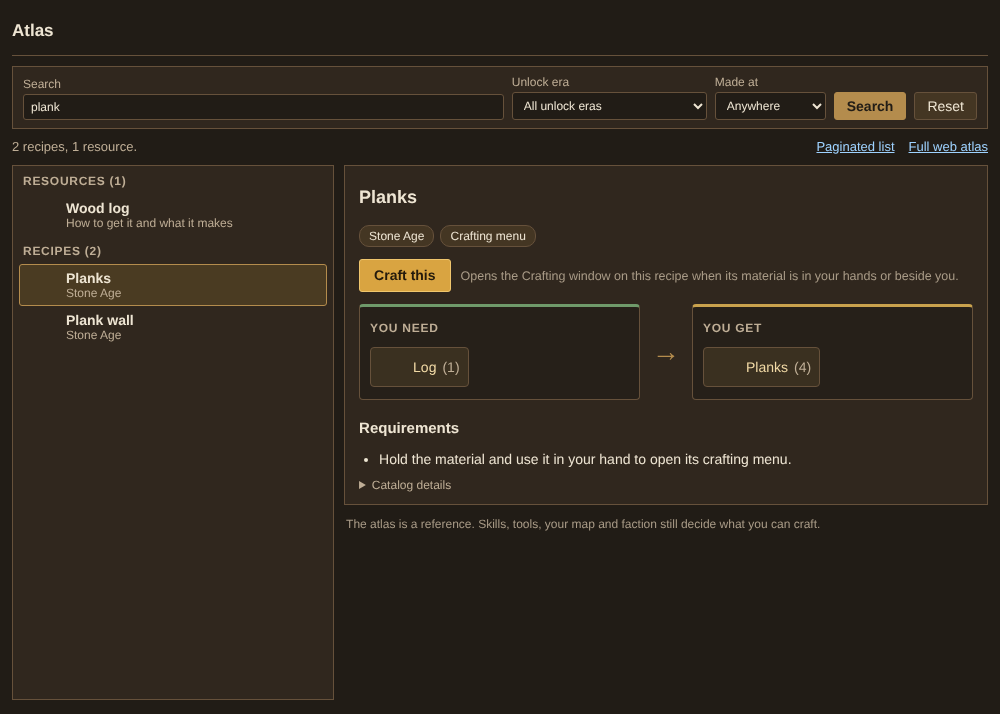 Atlas
Search
Unlock era
Made at
plank
All unlock eras
Anywhere
Search
Reset
2 recipes, 1 resource.
Paginated list
Full web atlas
RESOURCES (1)
Wood log
How to get it and what it makes
RECIPES (2)
Planks
Stone Age
Plank wall
Stone Age
Planks
Stone Age
Crafting menu
Craft this
Opens the Crafting window on this recipe when its material is in your hands or beside you.
YOU NEED
Log (1)
→
YOU GET
Planks (4)
Requirements
• Hold the material and use it in your hand to open its crafting menu.
Catalog details
The atlas is a reference. Skills, tools, your map and faction still decide what you can craft.